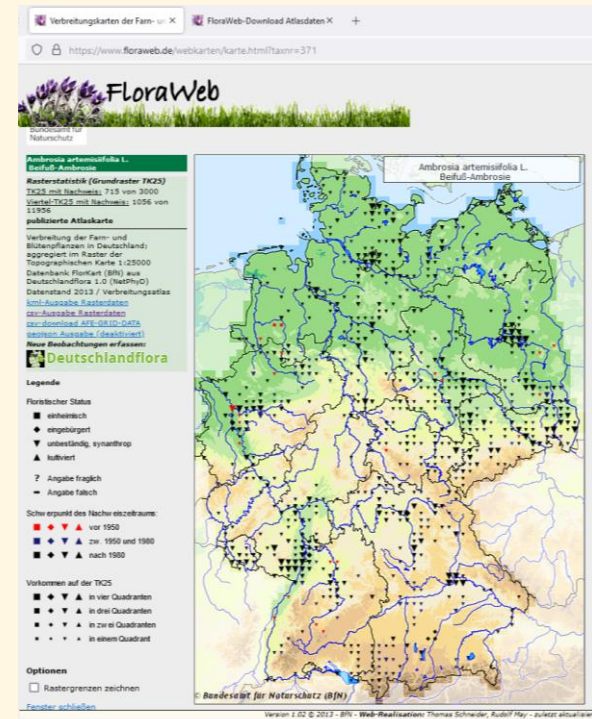 Verbreitungskarten der Farn- un
FloraWeb-Download Atlasdaten
https://www.floraweb.de/webkarten/karte.html?taxnr=371
FloraWeb
Bundesamt für
Naturschutz
Ambrosia artemisiifolia L.
Beifuß-Ambrosie
Rasterstatistik (Grundraster TK25)
TK25 mit Nachweis: 715 von 3000
Viertel-TK25 mit Nachweis: 1056 von
11956
publizierte Atlaskarte
Verbreitung der Farn- und
Blütenpflanzen in Deutschland;
aggregiert im Raster der
Topographischen Karte 1:25000
Datenbank FlorKart (BfN) aus
Deutschlandflora 1.0 (NetPhyD)
Datenstand 2013 / Verbreitungsatlas
kml-Ausgabe Rasterdaten
csv-Ausgabe Rasterdaten
csv-download AFE-GRID-DATA
geojson Ausgabe (deaktiviert)
Neue Beobachtungen erfassen:
Deutschlandflora
Legende
Floristischer Status
einheimisch
eingebürgert
unbeständig, synanthrop
kultiviert
? Angabe fraglich
Angabe falsch
Schwerpunkt des Nachweiszeitraums:
vor 1950
zw. 1950 und 1980
nach 1980
Vorkommen auf der TK25
in vier Quadranten
in drei Quadranten
in zwei Quadranten
in einem Quadrant
Optionen
Rastergrenzen zeichnen
Fenster schließen
Ambrosia artemisiifolia L.
Beifuß-Ambrosie
© Bundesamt für Naturschutz (BfN)
Version 1.02 © 2013 - BfN - Web-Realisation: Thomas Schneider, Rudolf May - zuletzt aktualisier